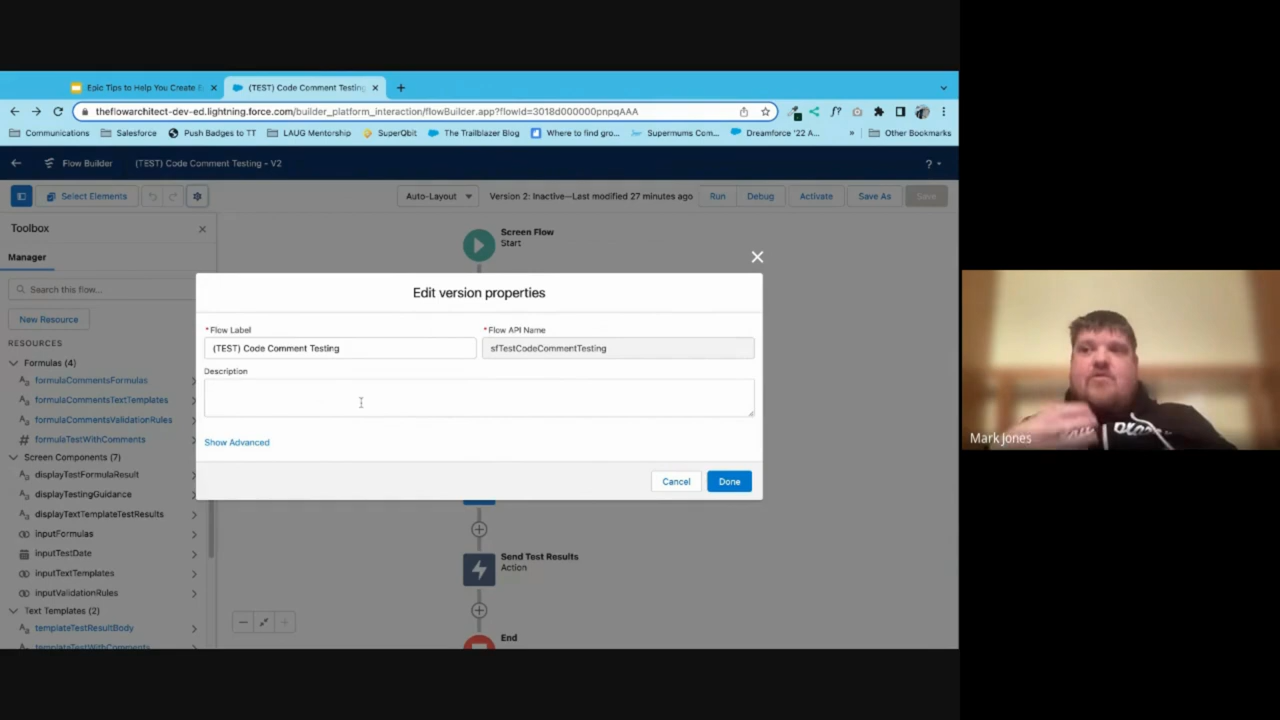 Epic Tips to Help You Create E
(TEST) Code Comment Testing
theflowarchitect-dev-ed.lightning.force.com/builder_platform_interaction/flowBuilder.app?flowId=3018d000000pnpqAAA
Communications Salesforce Push Badges to TT LAUG Mentorship SuperQbit The Trailblazer Blog Where to find gro... Supermums Com... Dreamforce '22 A... » Other Bookmarks
Flow Builder (TEST) Code Comment Testing - V2 ?
Select Elements Auto-Layout Version 2: Inactive—Last modified 27 minutes ago Run Debug Activate Save As Save
Toolbox
Manager
Search this flow...
New Resource
RESOURCES
Formulas (4)
formulaCommentsFormulas
formulaCommentsTextTemplates
formulaCommentsValidationRules
formulaTestWithComments
Screen Components (7)
displayTestFormulaResult
displayTestingGuidance
displayTextTemplateTestResults
inputFormulas
inputTestDate
inputTextTemplates
inputValidationRules
Text Templates (2)
templateTestResultBody
templateTestWithComments
Screen Flow
Start
Edit version properties
* Flow Label
(TEST) Code Comment Testing
* Flow API Name
sfTestCodeCommentTesting
Description
Show Advanced
Cancel Done
Send Test Results
Action
End
Mark Jones